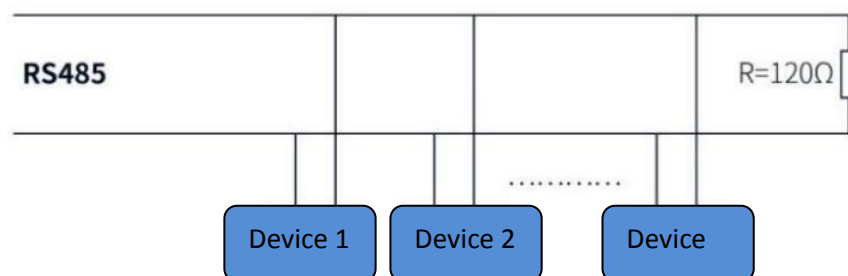 RS485
R=120Ω
…………
Device 1
Device 2
Device